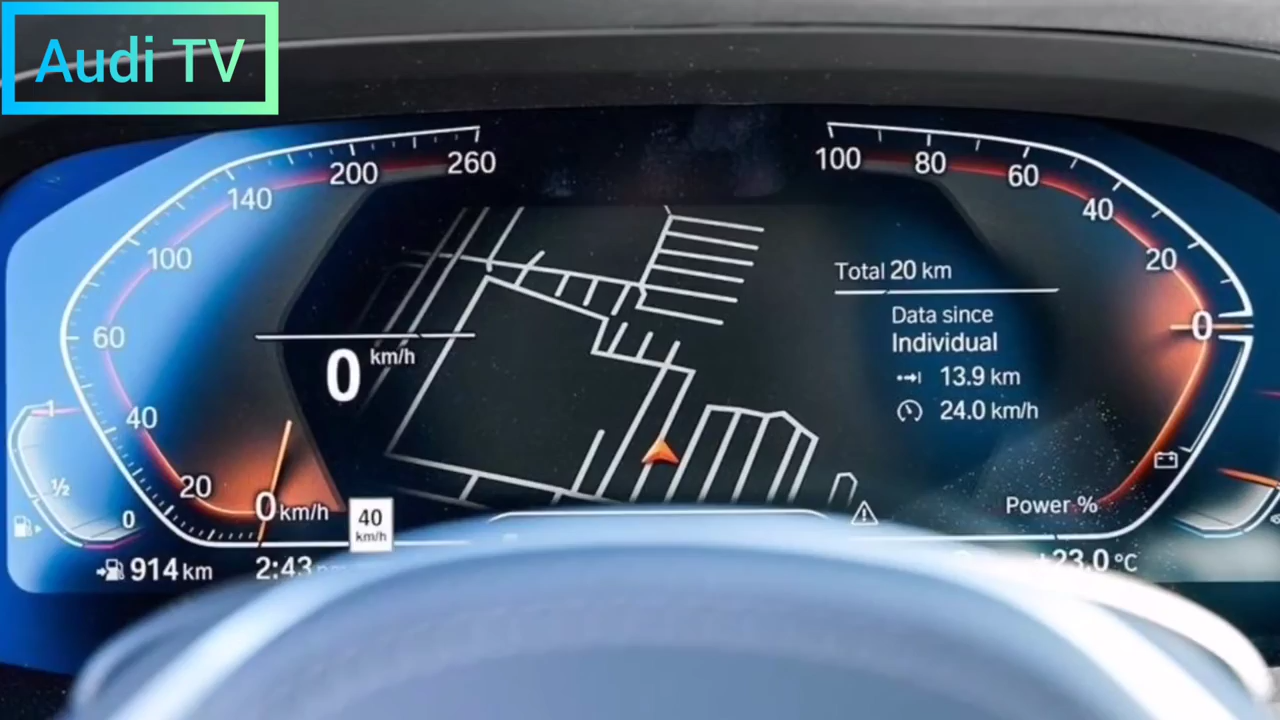 Audi TV
260
200
140
100
60
40
20
0 km/h
100
80
60
40
20
0
Power %
0 km/h
Total 20 km
Data since
Individual
13.9 km
24.0 km/h
1
½
0
40
km/h
914 km
2:43
+23.0 °C